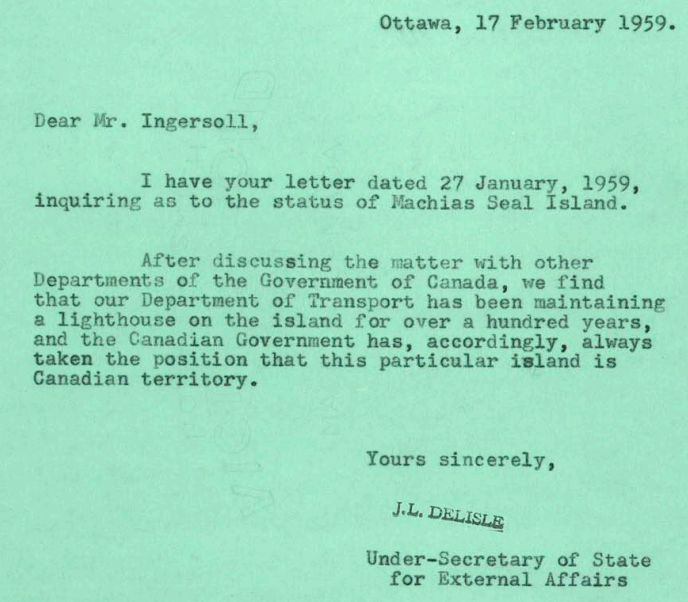 Ottawa, 17 February 1959.
Dear Mr. Ingersoll,
I have your letter dated 27 January, 1959,
inquiring as to the status of Machias Seal Island.
After discussing the matter with other
Departments of the Government of Canada, we find
that our Department of Transport has been maintaining
a lighthouse on the island for over a hundred years,
and the Canadian Government has, accordingly, always
taken the position that this particular island is
Canadian territory.
Yours sincerely,
J.L. DELISLE
Under-Secretary of State
for External Affairs